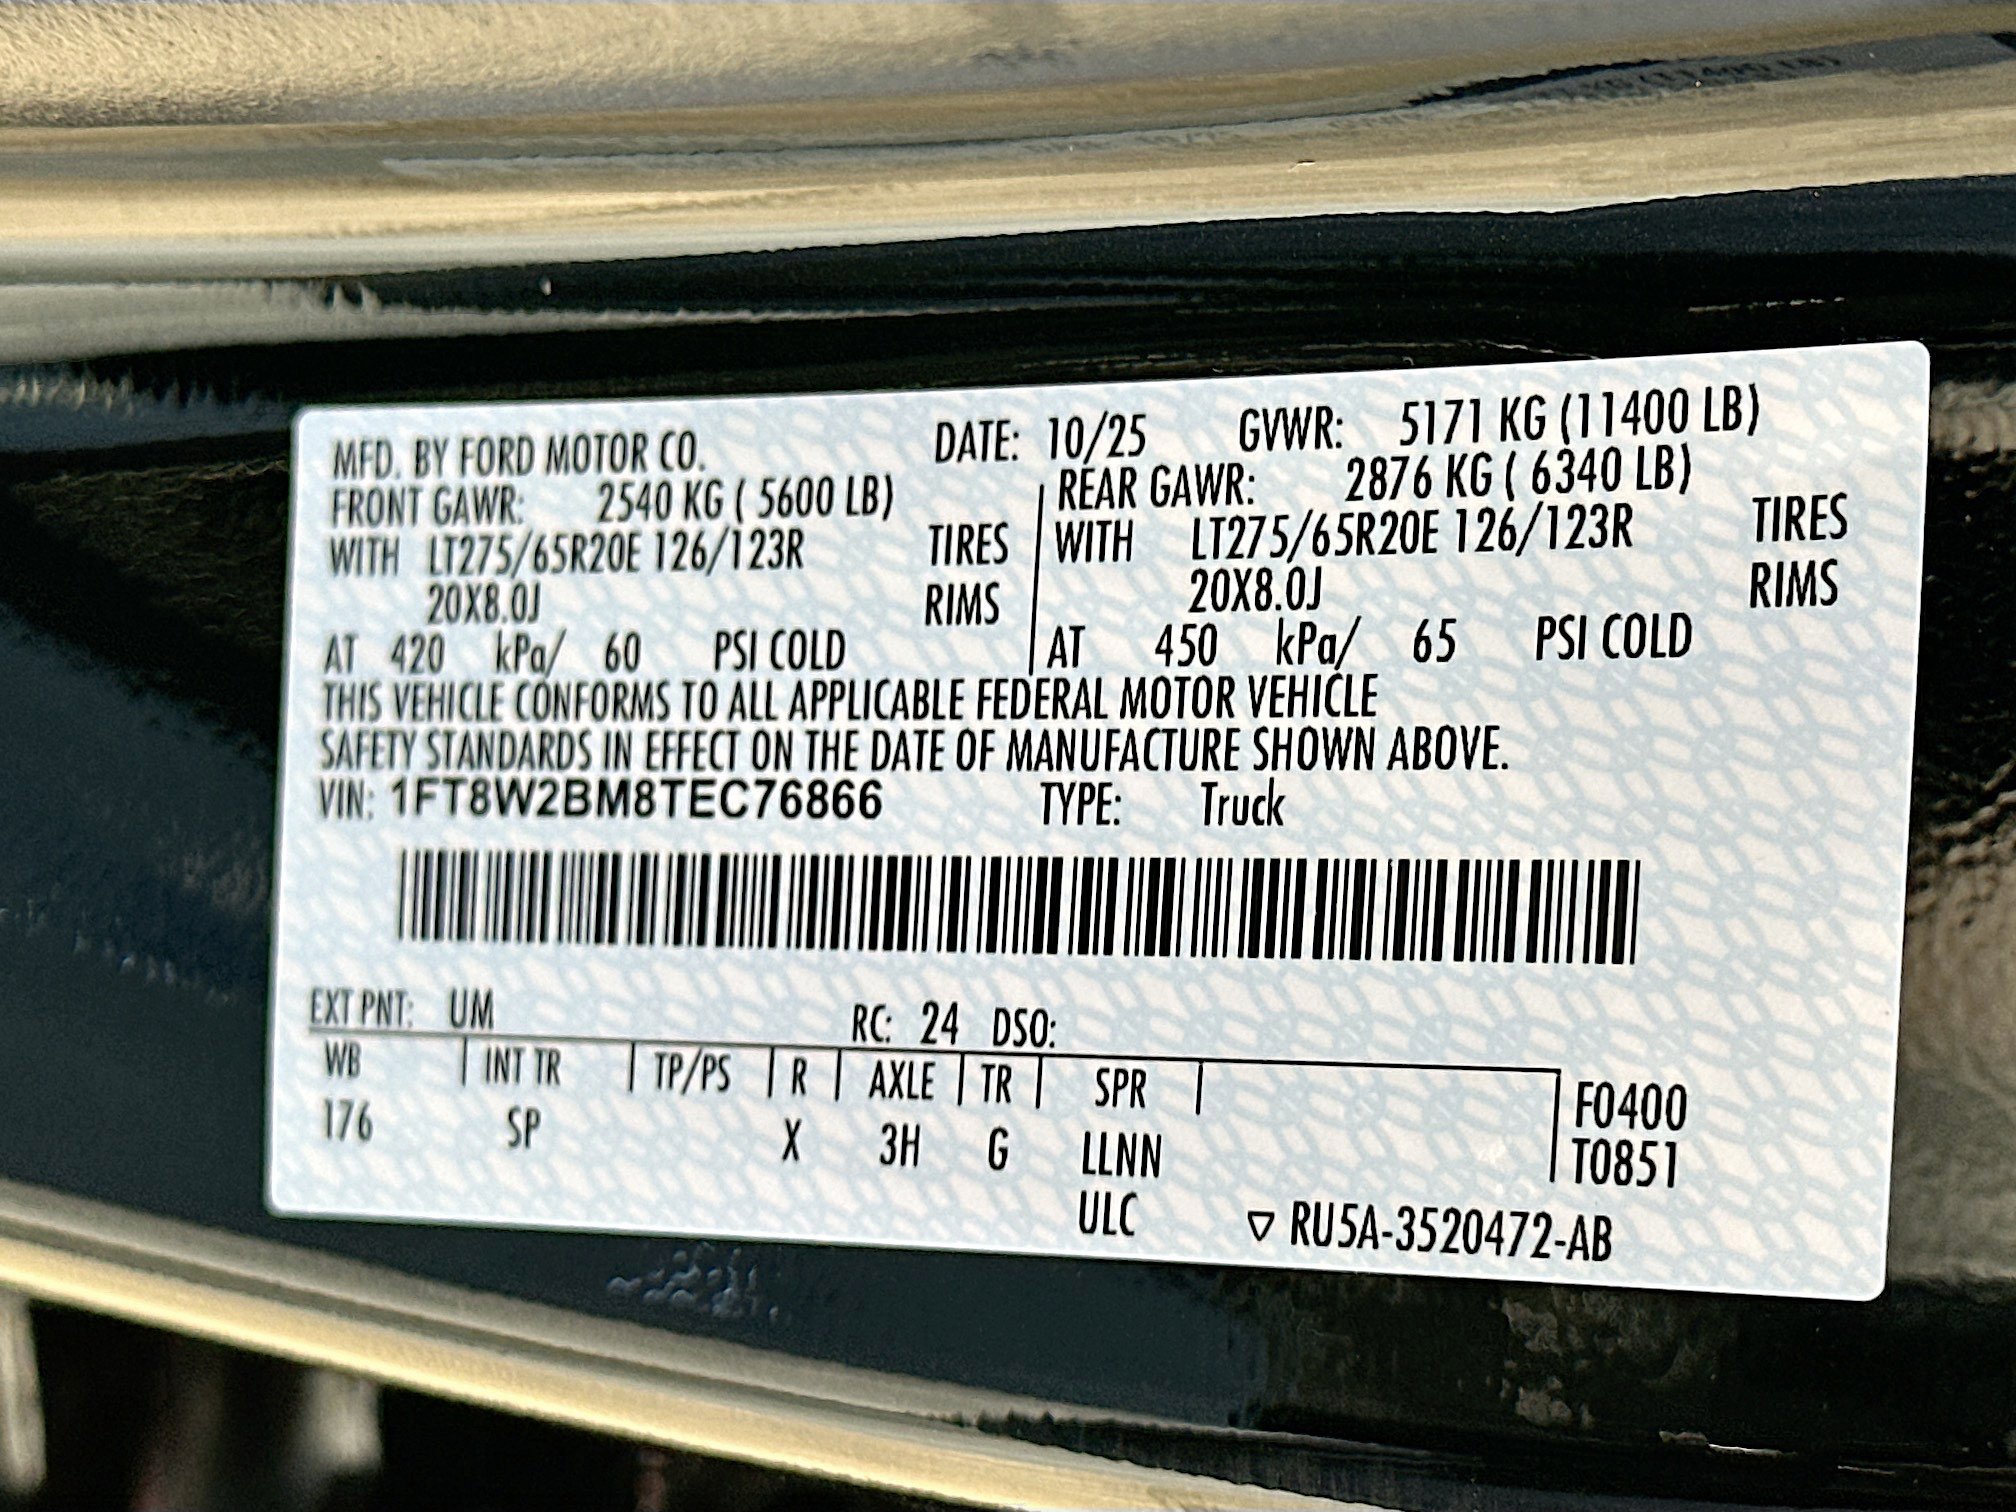 MFD. BY FORD MOTOR CO. DATE: 10/25 GVWR: 5171 KG (11400 LB)
FRONT GAWR: 2540 KG ( 5600 LB) REAR GAWR: 2876 KG ( 6340 LB)
WITH LT275/65R20E 126/123R TIRES WITH LT275/65R20E 126/123R TIRES
20X8.0J RIMS 20X8.0J RIMS
AT 420 kPa/ 60 PSI COLD AT 450 kPa/ 65 PSI COLD
THIS VEHICLE CONFORMS TO ALL APPLICABLE FEDERAL MOTOR VEHICLE
SAFETY STANDARDS IN EFFECT ON THE DATE OF MANUFACTURE SHOWN ABOVE.
VIN: 1FT8W2BM8TEC76866 TYPE: Truck
EXT PNT: UM RC: 24 DSO:
WB INT TR TP/PS R AXLE TR SPR F0400
176 SP X 3H G LLNN T0851
ULC ▽ RU5A-3520472-AB